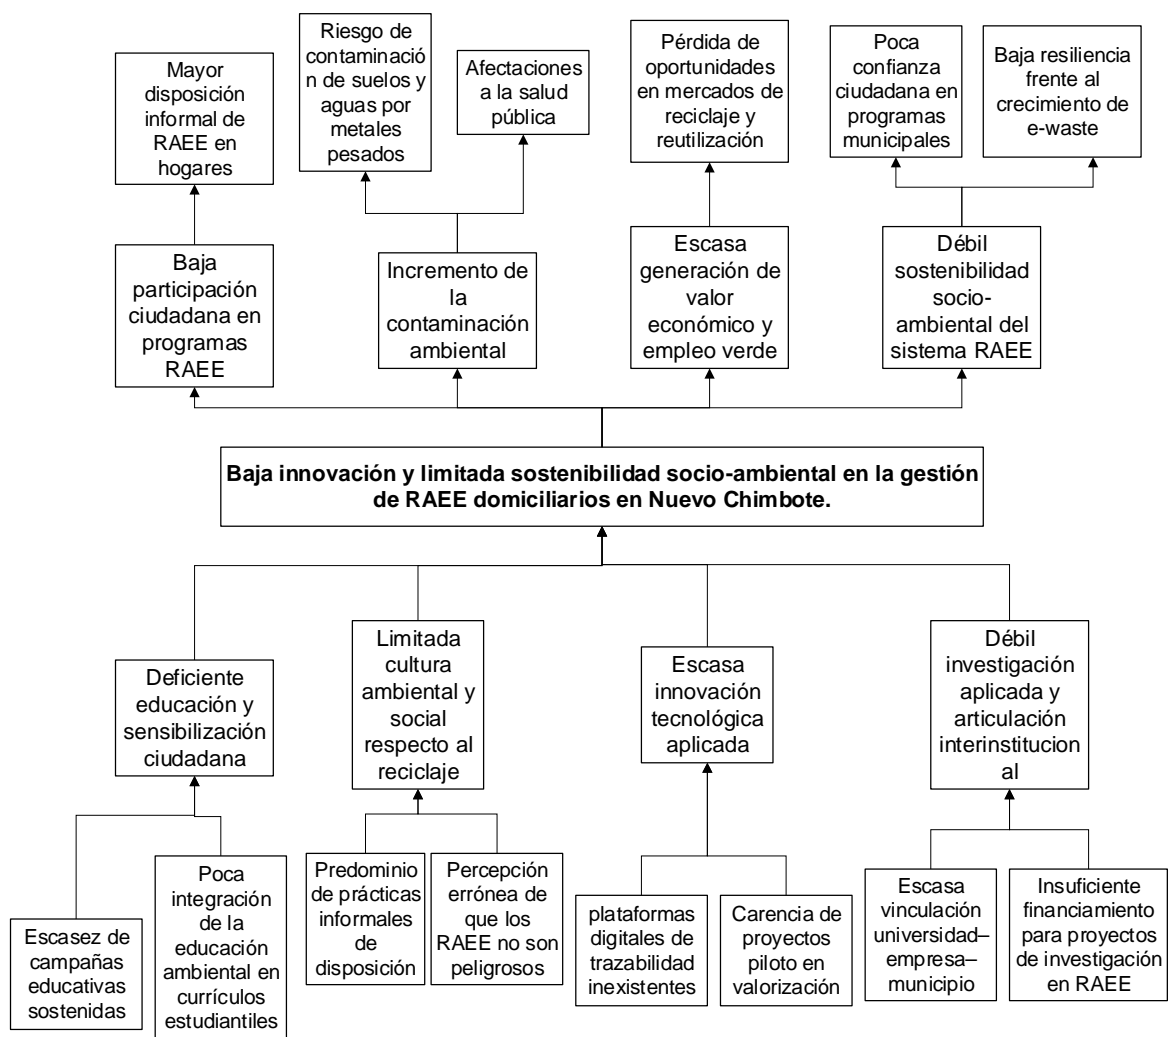 Mayor
disposición
informal de
RAEE en
hogares
Riesgo de
contaminació
n de suelos y
aguas por
metales
pesados
Afectaciones
a la salud
pública
Pérdida de
oportunidades
en mercados de
reciclaje y
reutilización
Poca
confianza
ciudadana en
programas
municipales
Baja resiliencia
frente al
crecimiento de
e-waste
Baja
participación
ciudadana en
programas
RAEE
Incremento de
la
contaminación
ambiental
Escasa
generación de
valor
económico y
empleo verde
Débil
sostenibilidad
socio-
ambiental del
sistema RAEE
Baja innovación y limitada sostenibilidad socio-ambiental en la gestión
de RAEE domiciliarios en Nuevo Chimbote.
Deficiente
educación y
sensibilización
ciudadana
Limitada
cultura
ambiental y
social
respecto al
reciclaje
Escasa
innovación
tecnológica
aplicada
Débil
investigación
aplicada y
articulación
interinstitucion
al
Escasez de
campañas
educativas
sostenidas
Poca
integración
de la
educación
ambiental en
currículos
estudiantiles
Predominio
de prácticas
informales de
disposición
Percepción
errónea de
que los
RAEE no son
peligrosos
plataformas
digitales de
trazabilidad
inexistentes
Carencia de
proyectos
piloto en
valorización
Escasa
vinculación
universidad–
empresa–
municipio
Insuficiente
financiamiento
para proyectos
de investigación
en RAEE